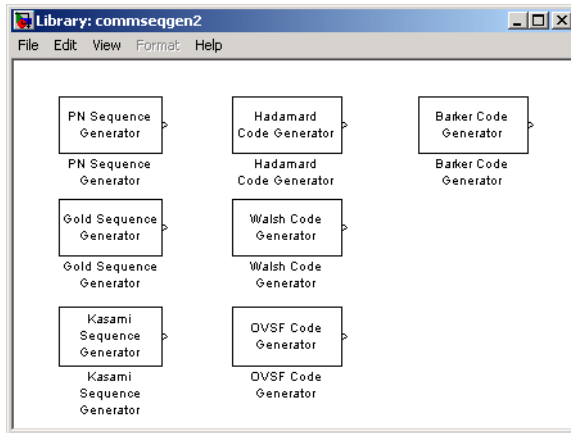 Library: commseqgen2
File Edit View Format Help
PN Sequence
Generator
PN Sequence
Generator
Hadamard
Code Generator
Hadamard
Code Generator
Barker Code
Generator
Barker Code
Generator
Gold Sequence
Generator
Gold Sequence
Generator
Walsh Code
Generator
Walsh Code
Generator
Kasami
Sequence
Generator
Kasami
Sequence
Generator
OVSF Code
Generator
OVSF Code
Generator